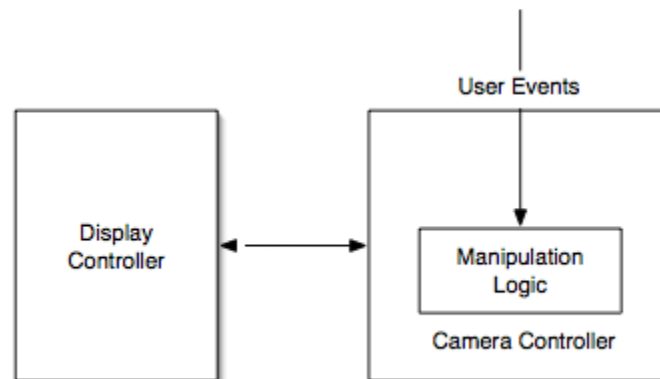 User Events
Display
Controller
Manipulation
Logic
Camera Controller